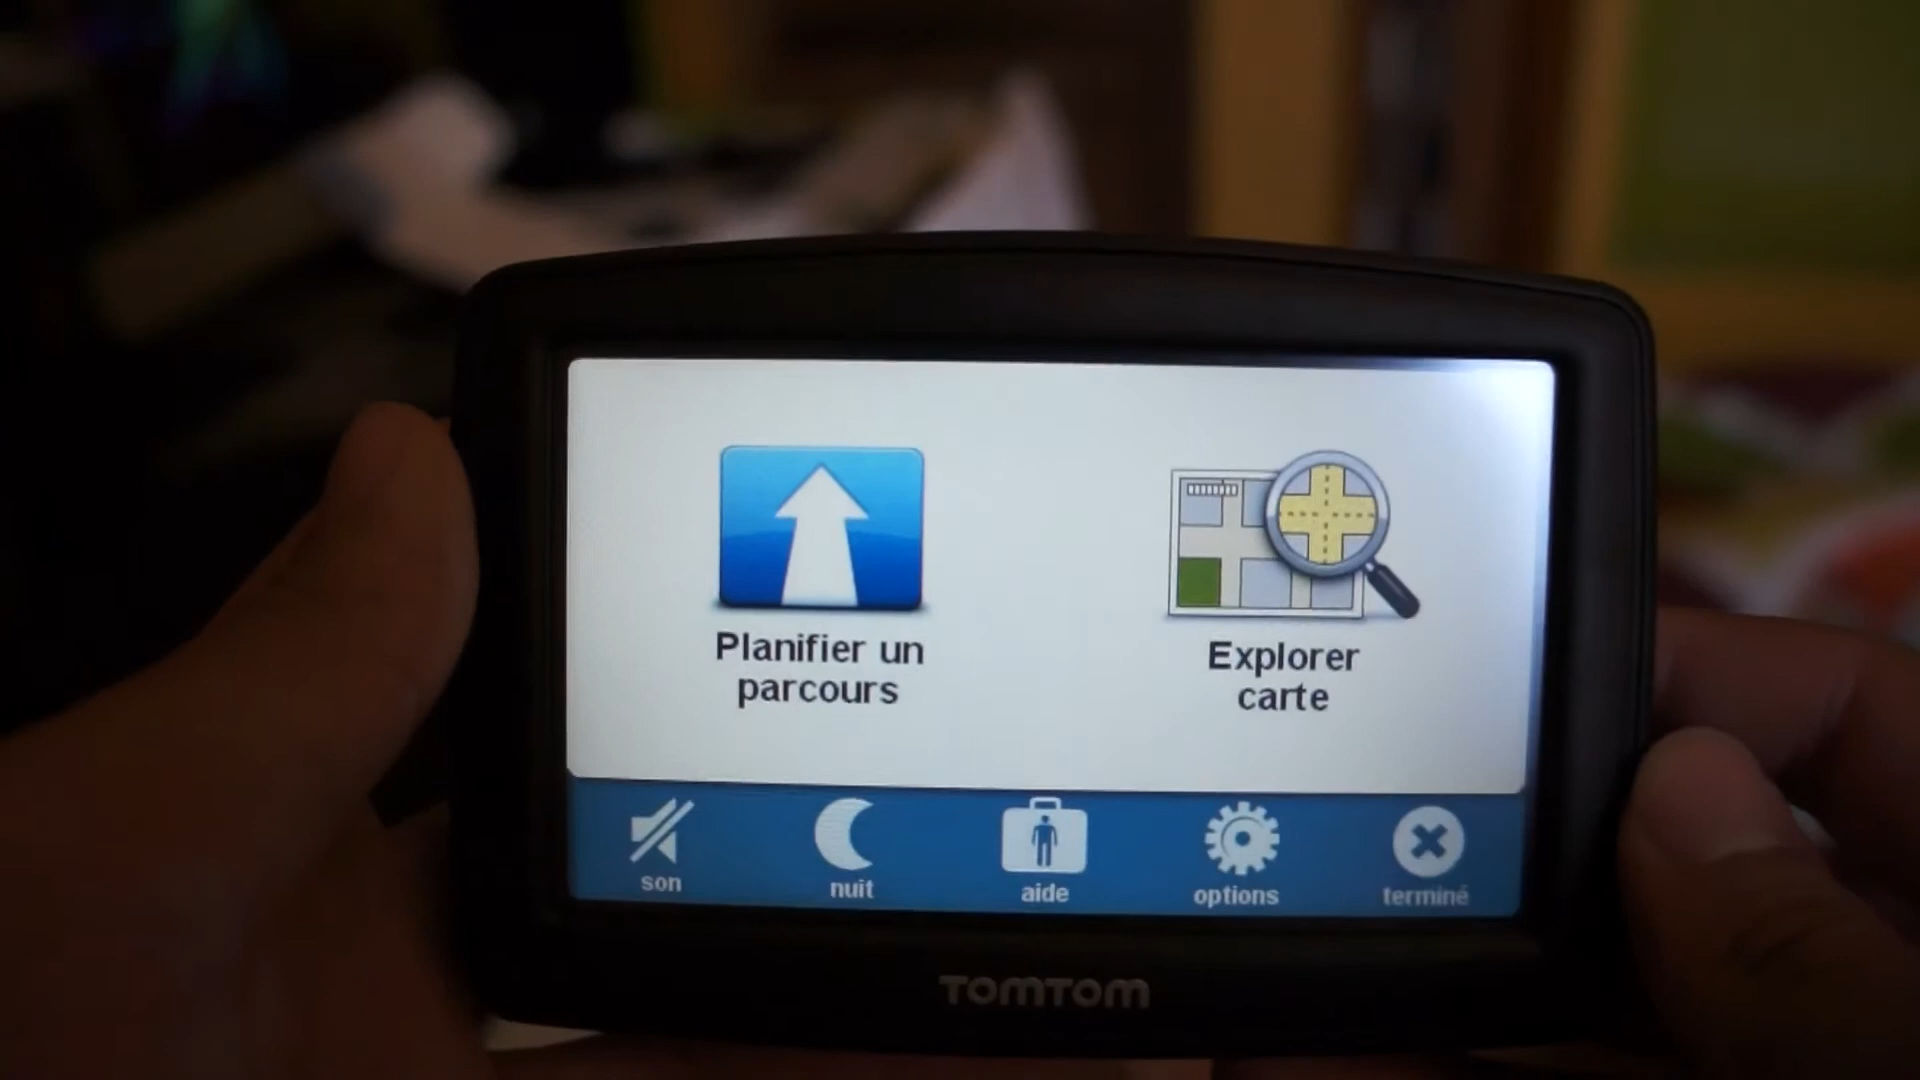 Planifier un
parcours
Explorer
carte
son
nuit
aide
options
terminé
TOMTOM